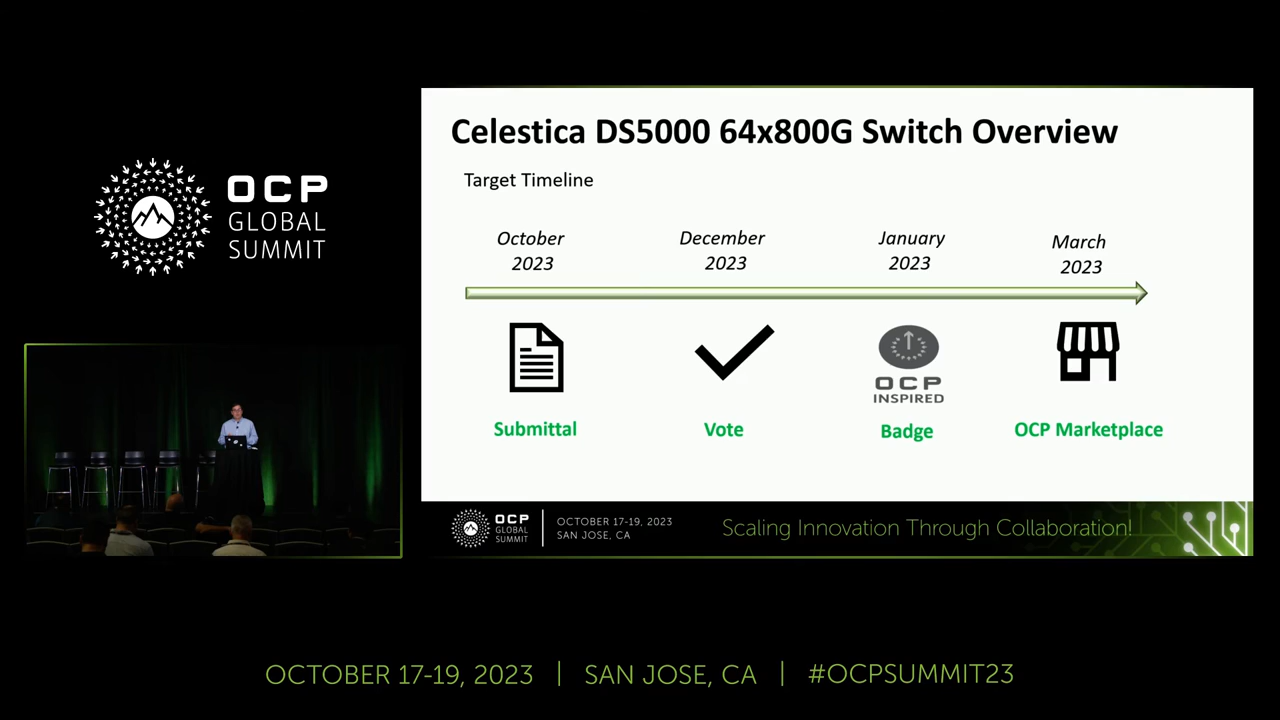 OCP
GLOBAL
SUMMIT
Celestica DS5000 64x800G Switch Overview
Target Timeline
October
2023
December
2023
January
2023
March
2023
OCP
INSPIRED
Submittal
Vote
Badge
OCP Marketplace
OCP
GLOBAL
SUMMIT
OCTOBER 17-19, 2023
SAN JOSE, CA
Scaling Innovation Through Collaboration!
OCTOBER 17-19, 2023 | SAN JOSE, CA | #OCPSUMMIT23